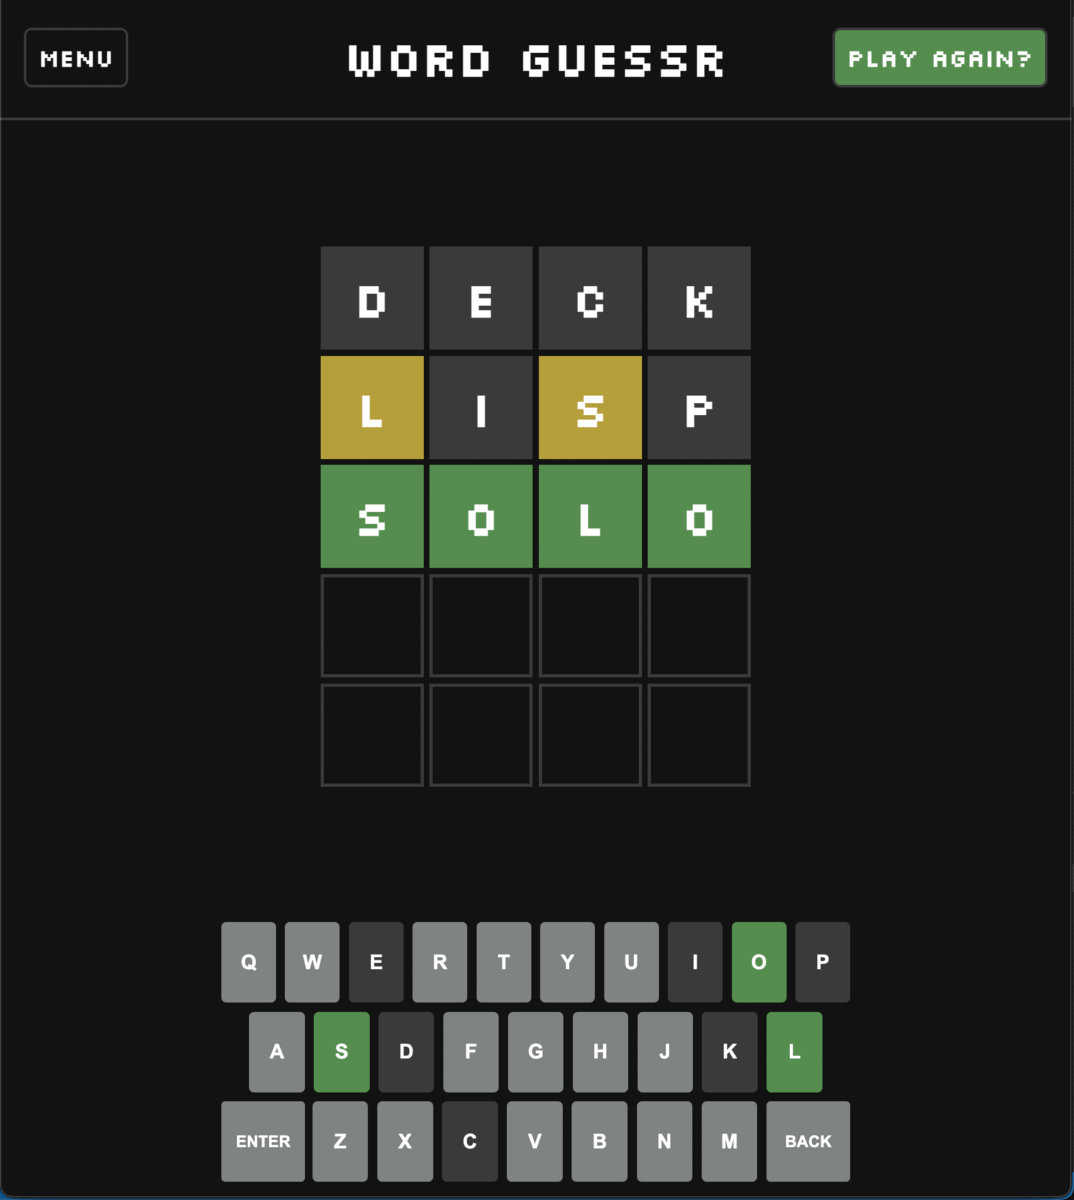 MENU WORD GUESSR PLAY AGAIN?
D E C K
L I S P
S O L O
Q W E R T Y U I O P
A S D F G H J K L
ENTER Z X C V B N M BACK